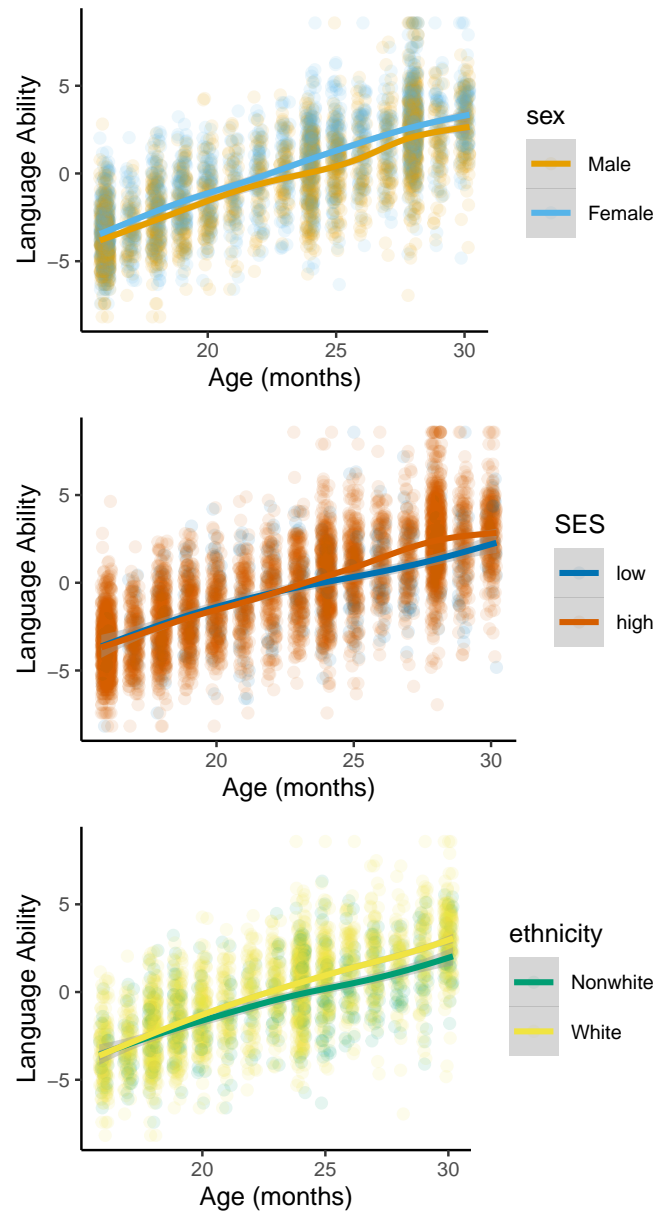 5
0
−5
Language Ability
20
25
30
Age (months)
sex
Male
Female
5
0
−5
Language Ability
20
25
30
Age (months)
SES
low
high
5
0
−5
Language Ability
20
25
30
Age (months)
ethnicity
Nonwhite
White